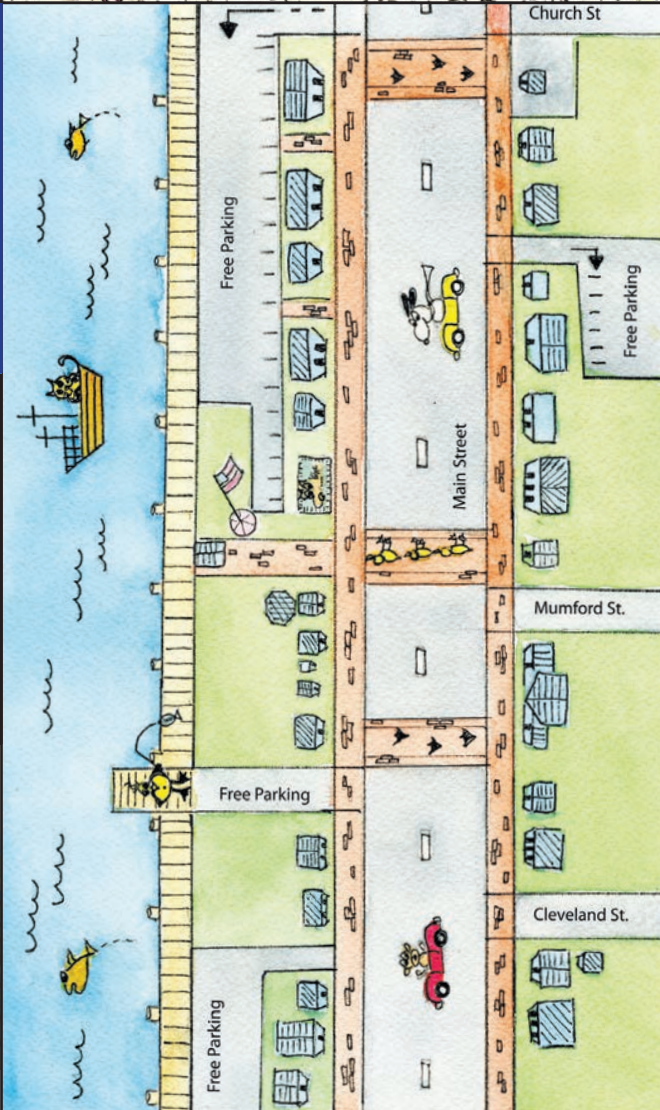 Church St
Free Parking
Free Parking
Main Street
Mumford St.
Free Parking
Cleveland St.
Free Parking